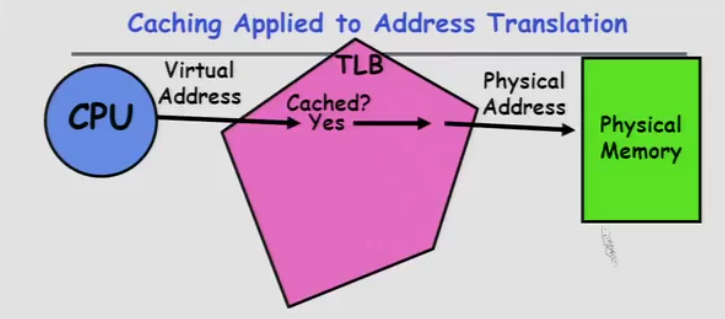 Caching Applied to Address Translation
CPU
Virtual
Address
TLB
Cached?
Yes
Physical
Address
Physical
Memory